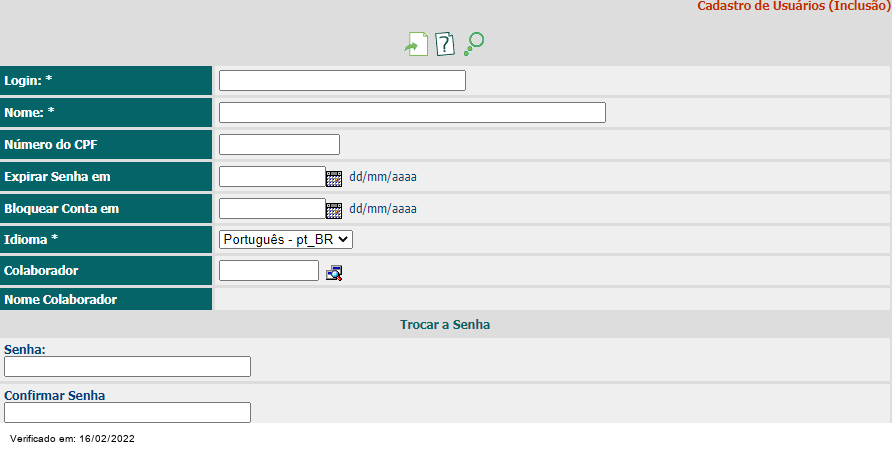 Cadastro de Usuários (Inclusão)
Login: *
Nome: *
Número do CPF
Expirar Senha em dd/mm/aaaa
Bloquear Conta em dd/mm/aaaa
Idioma * Português - pt_BR
Colaborador
Nome Colaborador
Trocar a Senha
Senha:
Confirmar Senha
Verificado em: 16/02/2022